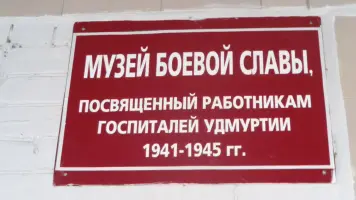 МУЗЕЙ БОЕВОЙ СЛАВЫ,
ПОСВЯЩЕННЫЙ РАБОТНИКАМ
ГОСПИТАЛЕЙ УДМУРТИИ
1941-1945 гг.